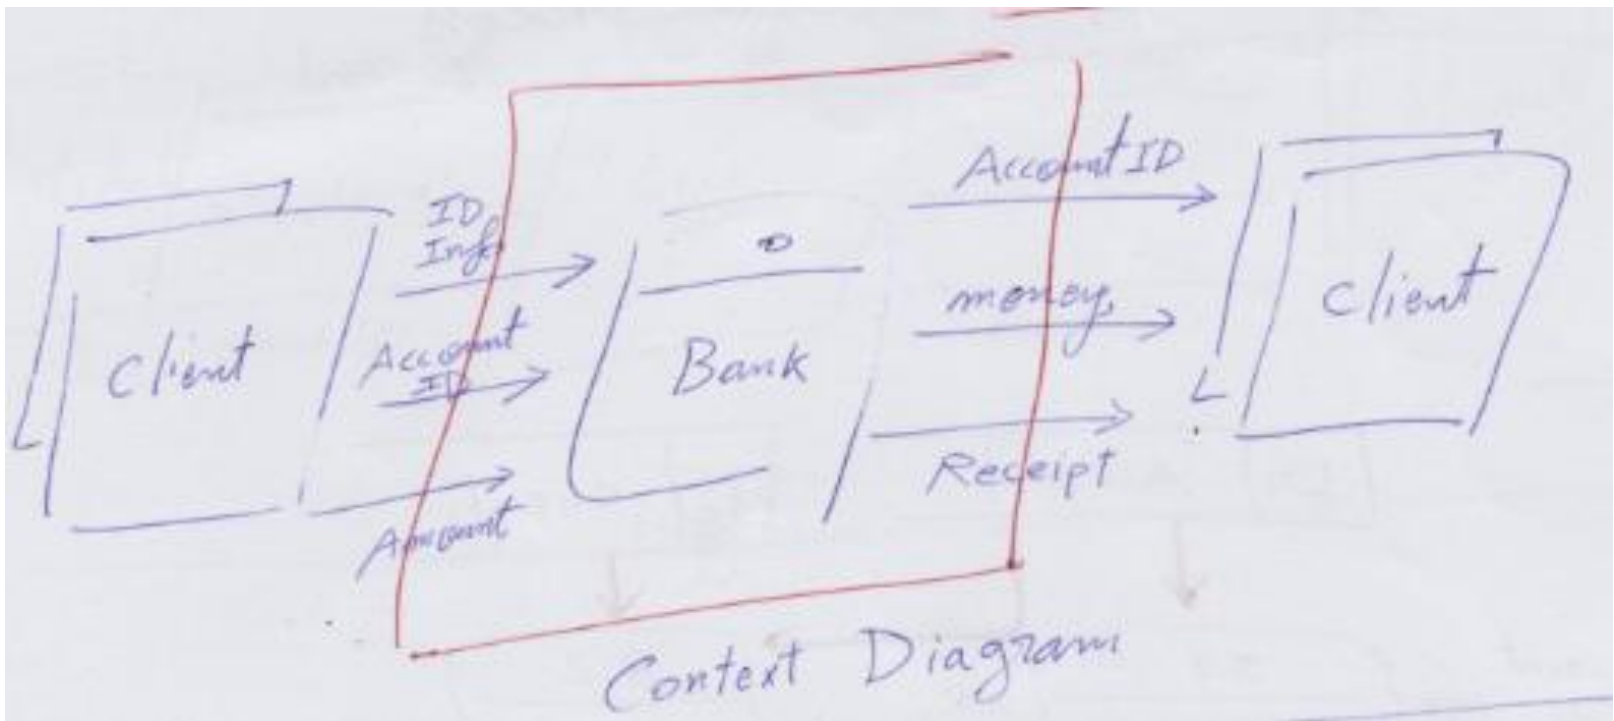 Client
ID
Info
Account
ID
Amount
0
Bank
Account ID
money,
Receipt
Client
Context Diagram